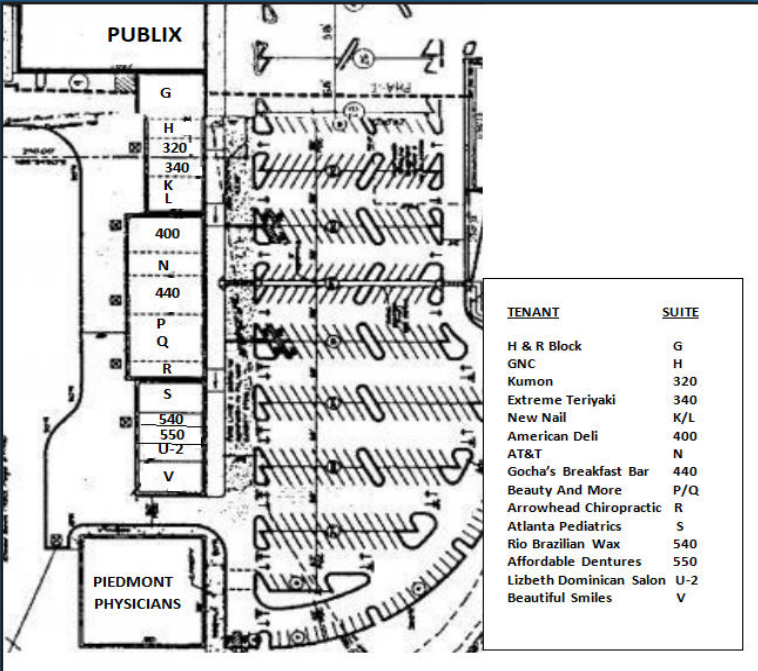 PUBLIX
G
H
320
340
K
L
400
N
440
P
Q
R
S
540
550
U-2
V
PIEDMONT
PHYSICIANS
TENANT SUITE
H & R Block G
GNC H
Kumon 320
Extreme Teriyaki 340
New Nail K/L
American Deli 400
AT&T N
Gocha's Breakfast Bar 440
Beauty And More P/Q
Arrowhead Chiropractic R
Atlanta Pediatrics S
Rio Brazilian Wax 540
Affordable Dentures 550
Lizbeth Dominican Salon U-2
Beautiful Smiles V